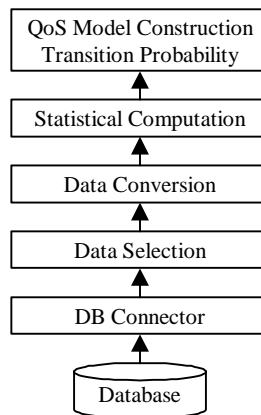 QoS Model Construction
Transition Probability
Statistical Computation
Data Conversion
Data Selection
DB Connector
Database